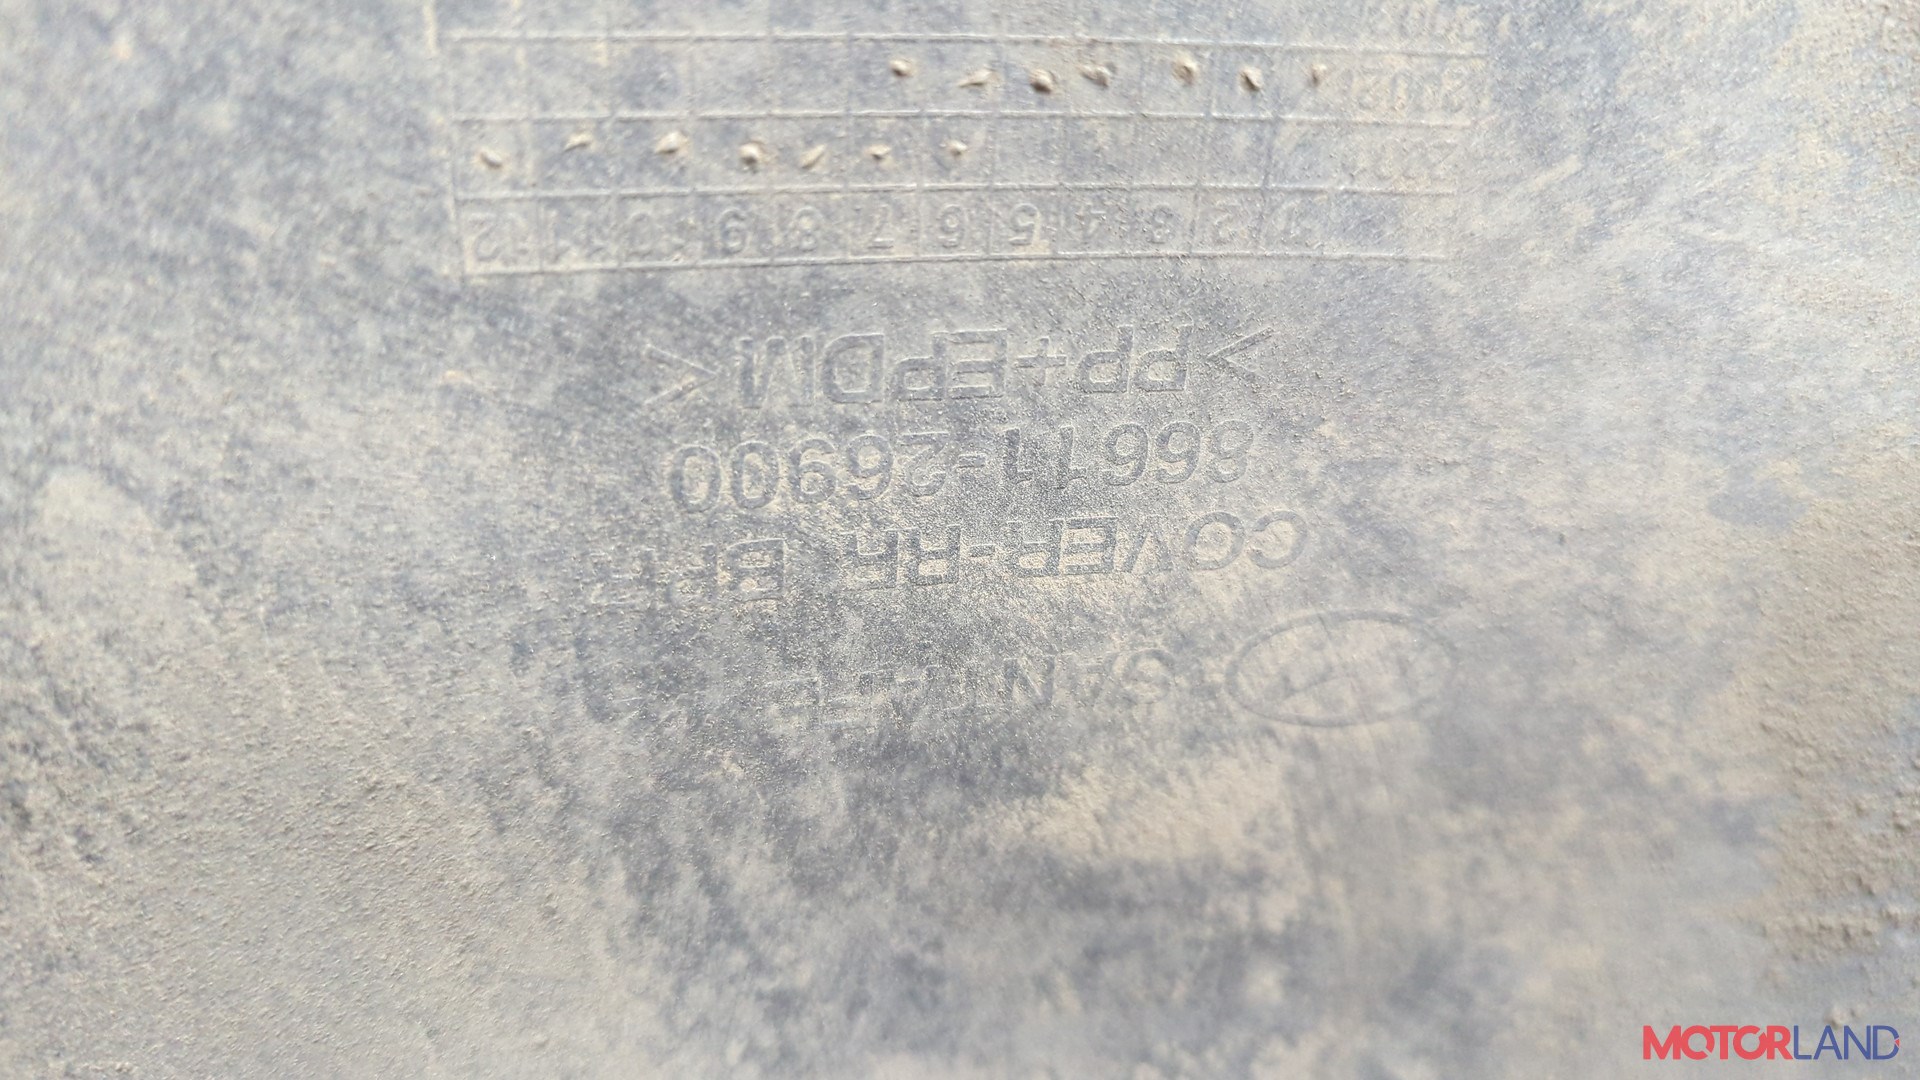 SANTAFE
COVER-RR BPR
86611-26900
>PP+EPDM<
1 2 3 4 5 6 7 8 9 10 11 12
2002
MOTORLAND